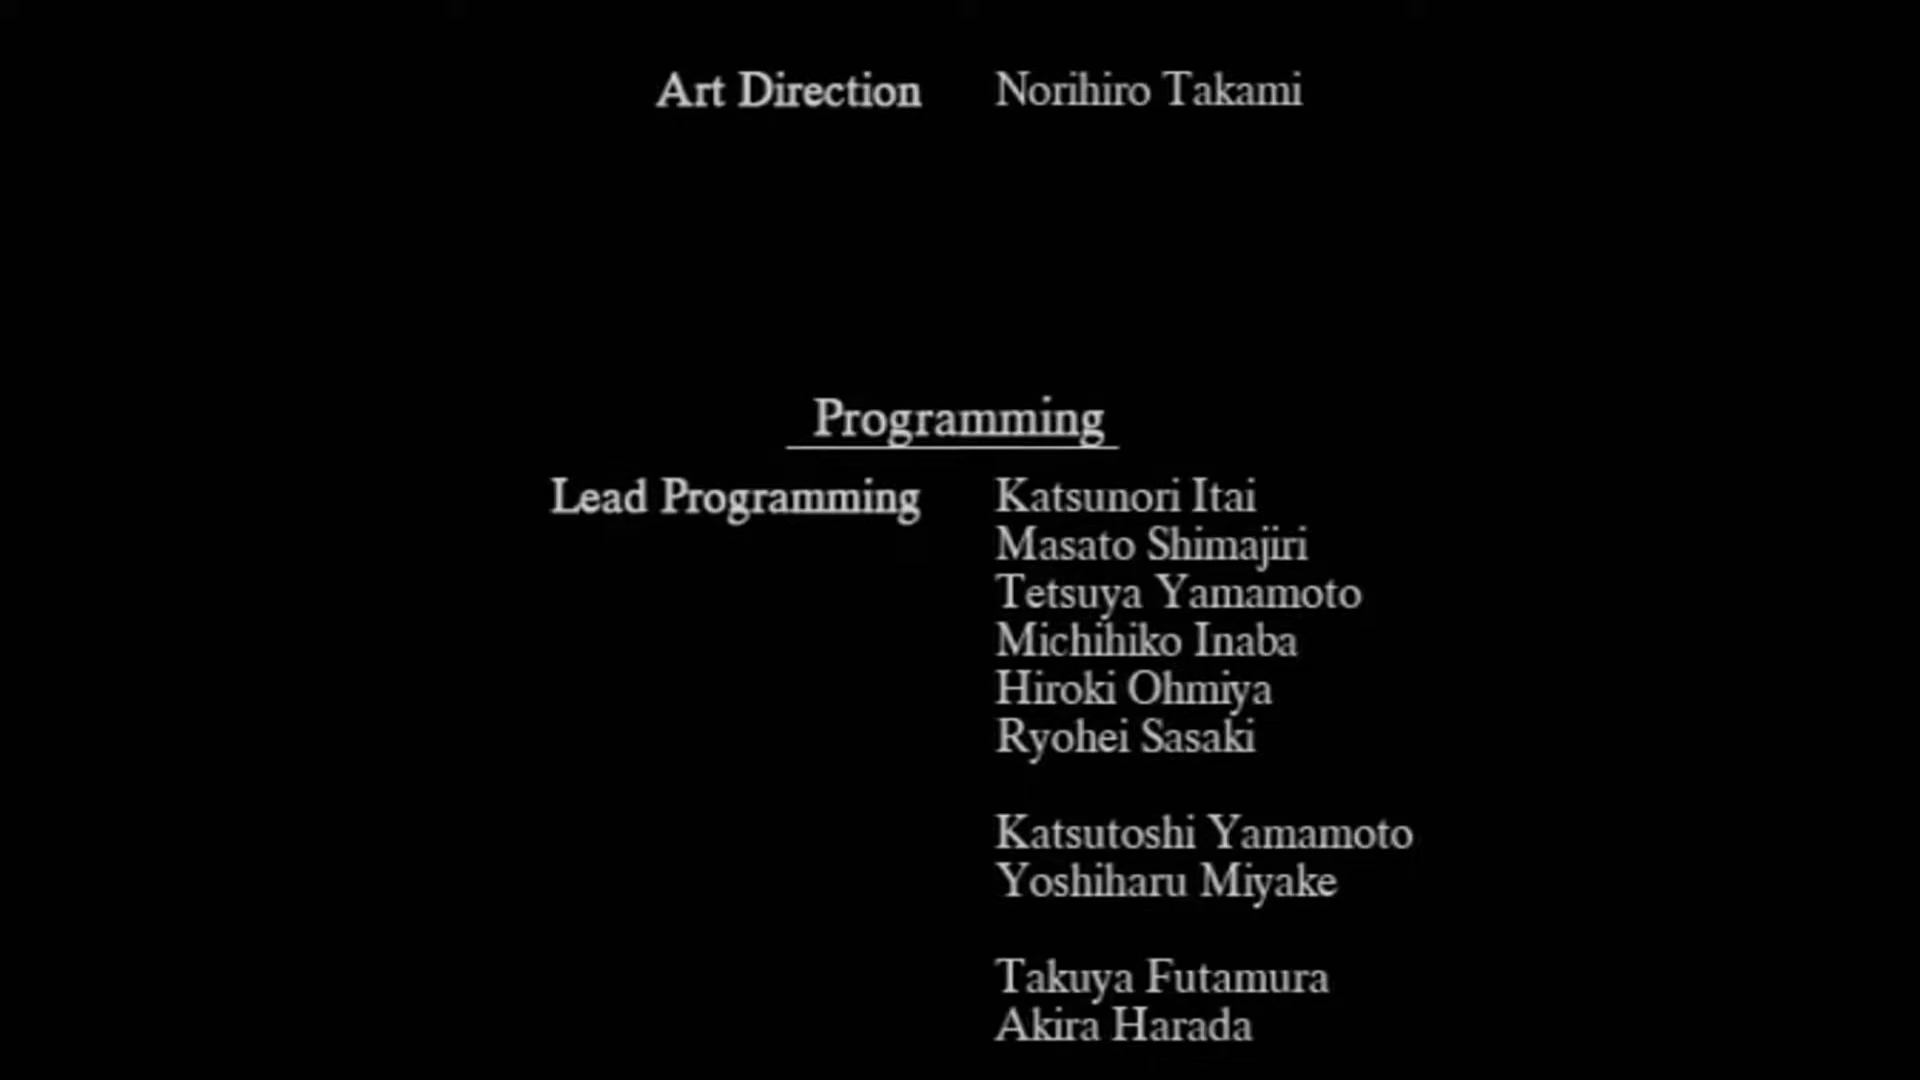 Art Direction Norihiro Takami
Programming
Lead Programming Katsunori Itai
Masato Shimajiri
Tetsuya Yamamoto
Michihiko Inaba
Hiroki Ohmiya
Ryohei Sasaki
Katsutoshi Yamamoto
Yoshiharu Miyake
Takuya Futamura
Akira Harada